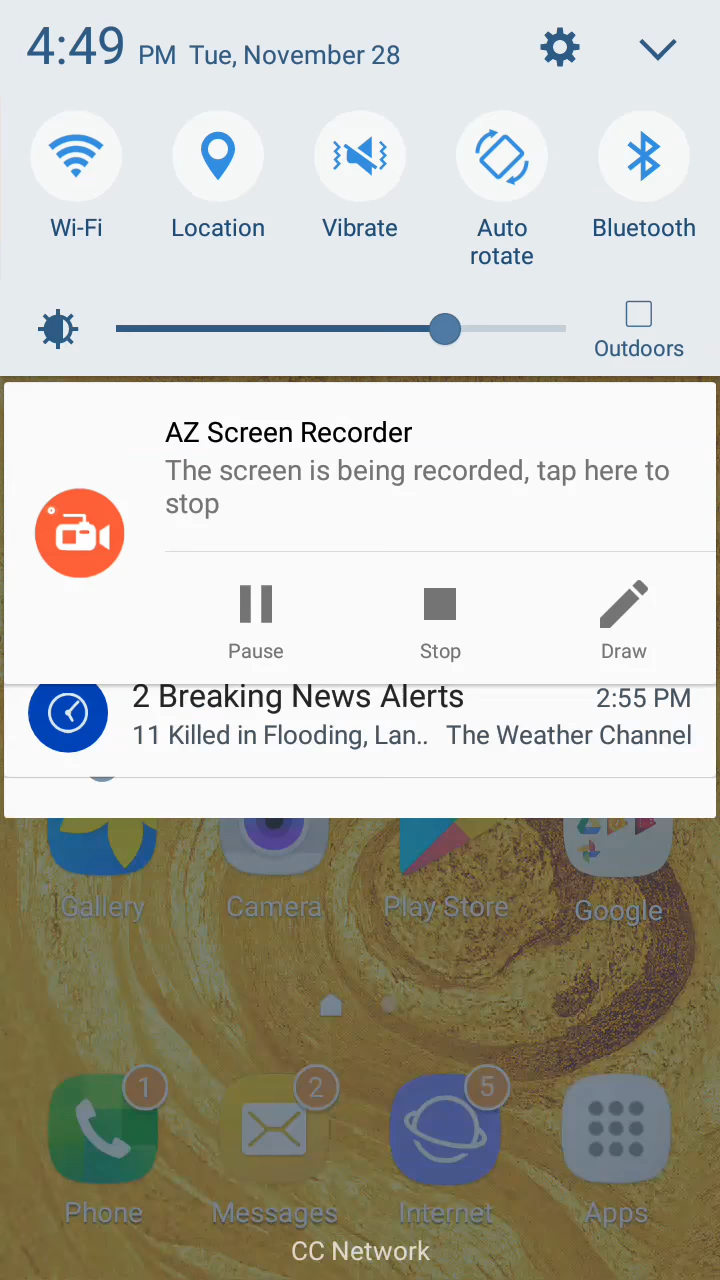 4:49 PM Tue, November 28
Wi-Fi
Location
Vibrate
Auto
rotate
Bluetooth
Outdoors
AZ Screen Recorder
The screen is being recorded, tap here to
stop
Pause
Stop
Draw
2 Breaking News Alerts
2:55 PM
11 Killed in Flooding, Lan..
The Weather Channel
Gallery
Camera
Play Store
Google
1
2
5
Phone
Messages
Internet
Apps
CC Network